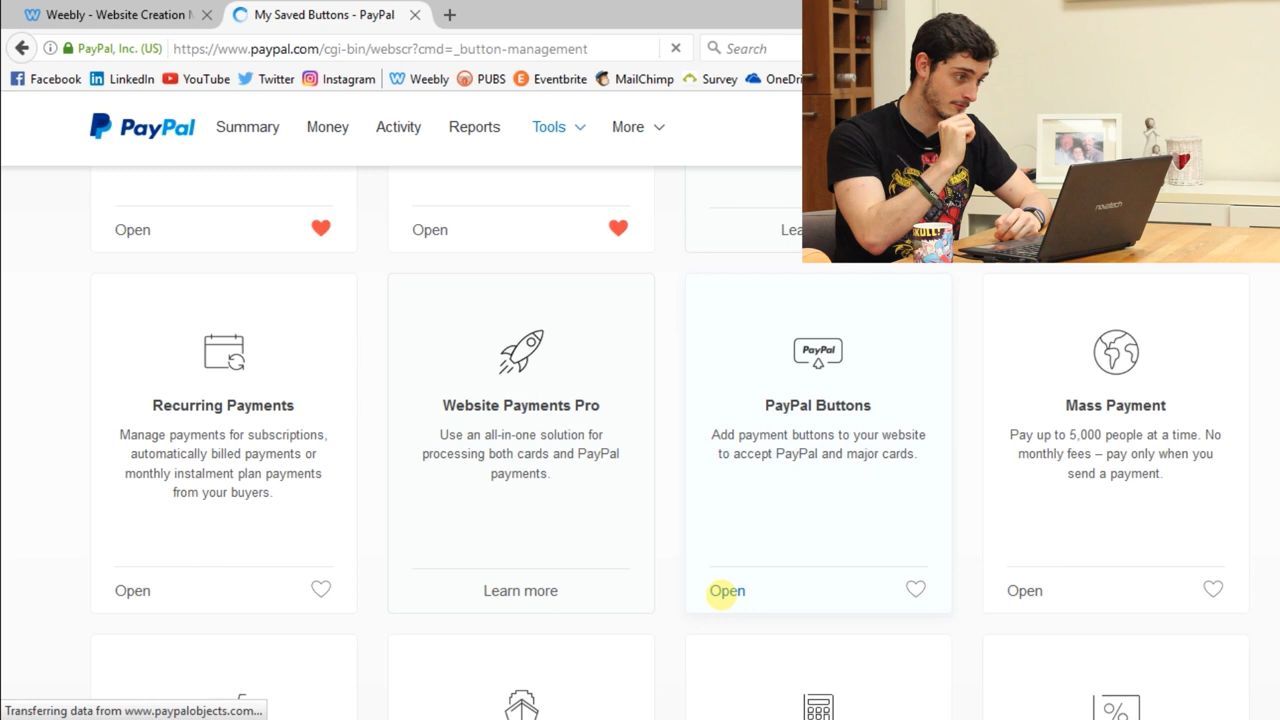 Weebly - Website Creation
My Saved Buttons - PayPal
PayPal, Inc. (US)
https://www.paypal.com/cgi-bin/webscr?cmd=_button-management
Search
Facebook
LinkedIn
YouTube
Twitter
Instagram
Weebly
PUBS
Eventbrite
MailChimp
Survey
OneDri
PayPal
Summary
Money
Activity
Reports
Tools
More
Open
Open
Lea
novatech
Recurring Payments
Manage payments for subscriptions,
automatically billed payments or
monthly instalment plan payments
from your buyers.
Open
Website Payments Pro
Use an all-in-one solution for
processing both cards and PayPal
payments.
Learn more
PayPal
PayPal Buttons
Add payment buttons to your website
to accept PayPal and major cards.
Open
Mass Payment
Pay up to 5,000 people at a time. No
monthly fees – pay only when you
send a payment.
Open
%
Transferring data from www.paypalobjects.com...